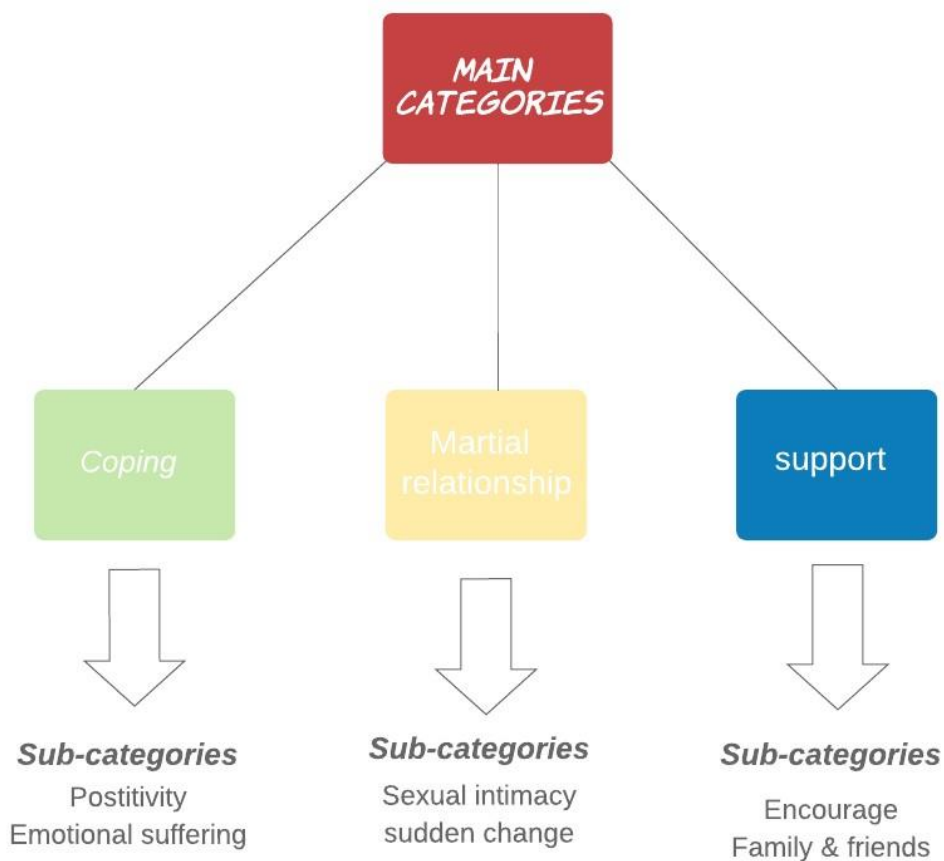 MAIN
CATEGORIES
Coping
Martial
relationship
support
Sub-categories
Postitivity
Emotional suffering
Sub-categories
Sexual intimacy
sudden change
Sub-categories
Encourage
Family & friends